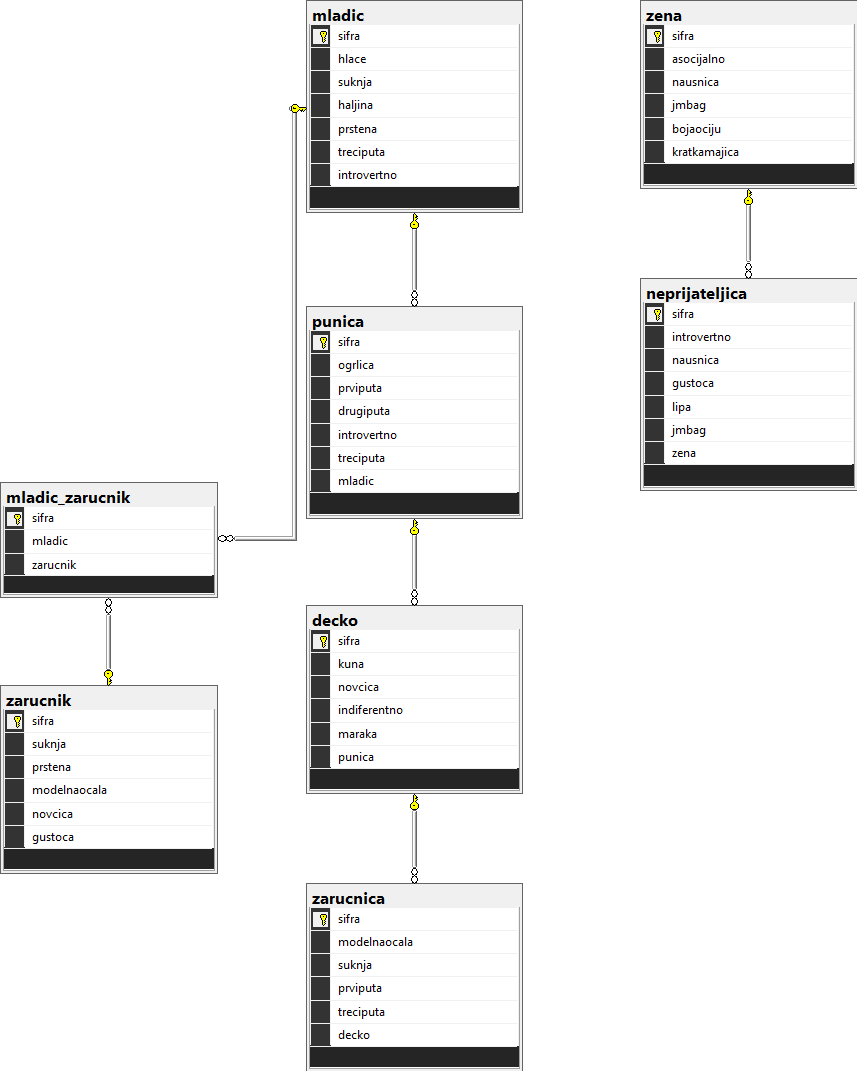 mladic
sifra
hlace
suknja
haljina
prstena
treciputa
introvertno
zena
sifra
asocijalno
nausnica
jmbag
bojaociju
kratkamajica
punica
sifra
ogrlica
prviputa
drugiputa
introvertno
treciputa
mladic
neprijateljica
sifra
introvertno
nausnica
gustoca
lipa
jmbag
zena
mladic_zarucnik
sifra
mladic
zarucnik
decko
sifra
kuna
novcica
indiferentno
maraka
punica
zarucnik
sifra
suknja
prstena
modelnaocala
novcica
gustoca
zarucnica
sifra
modelnaocala
suknja
prviputa
treciputa
decko